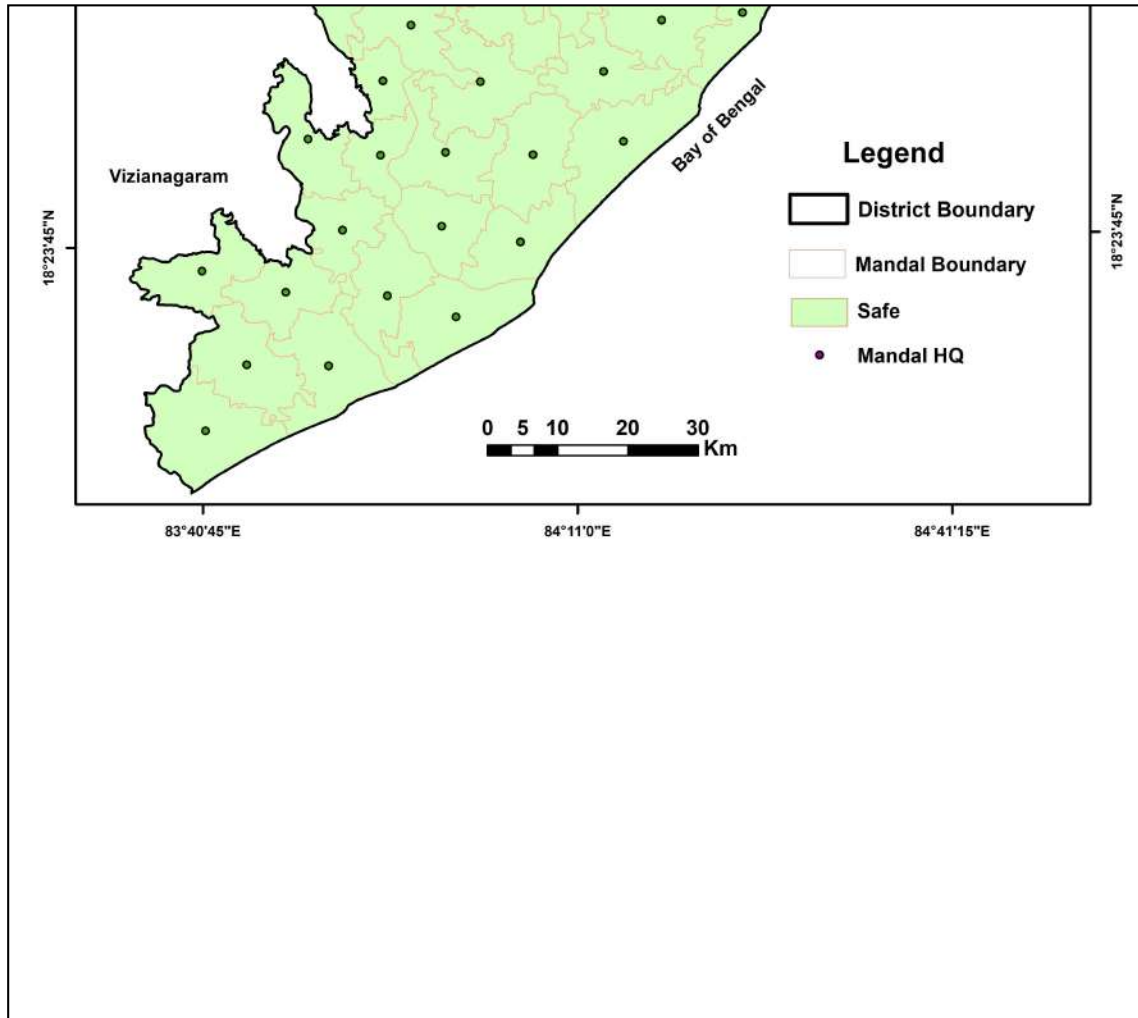 Bay of Bengal
Vizianagaram
Legend
District Boundary
Mandal Boundary
Safe
Mandal HQ
18°23'45"N
18°23'45"N
0 5 10 20 30
Km
83°40'45"E 84°11'0"E 84°41'15"E